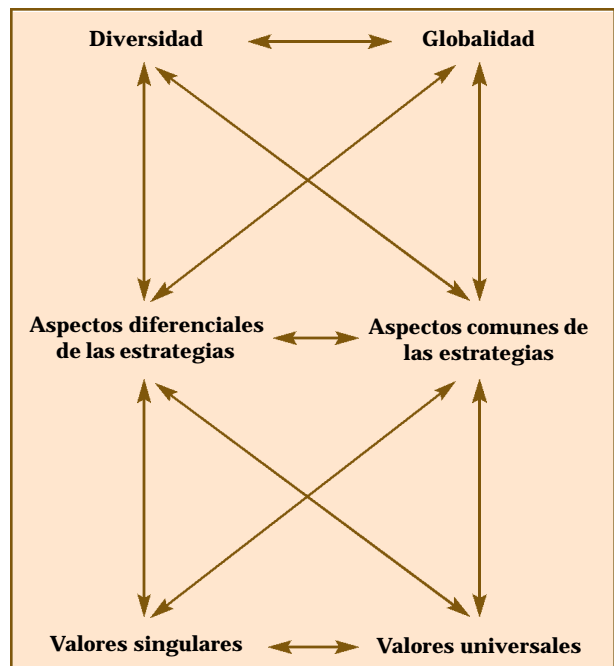 Diversidad
Globalidad
Aspectos diferenciales
de las estrategias
Aspectos comunes de
las estrategias
Valores singulares
Valores universales